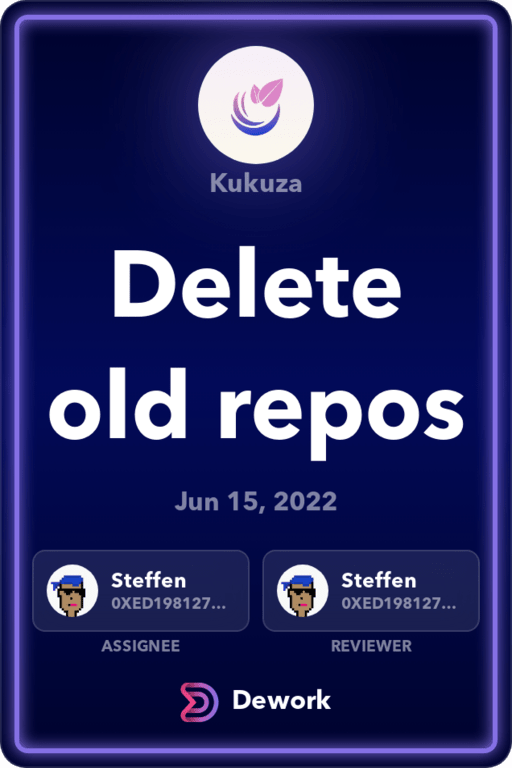 Kukuza
Delete
old repos
Jun 15, 2022
Steffen
0XED198127...
ASSIGNEE
Steffen
0XED198127...
REVIEWER
Dework